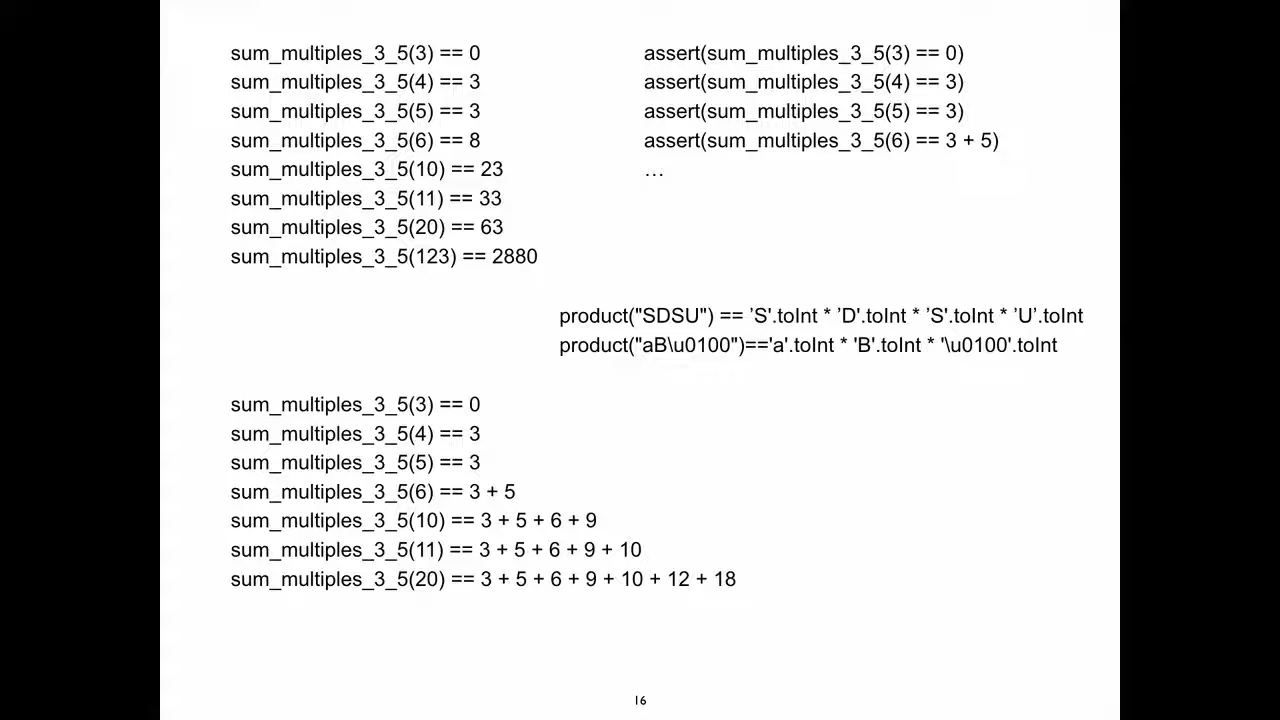 sum_multiples_3_5(3) == 0
sum_multiples_3_5(4) == 3
sum_multiples_3_5(5) == 3
sum_multiples_3_5(6) == 8
sum_multiples_3_5(10) == 23
sum_multiples_3_5(11) == 33
sum_multiples_3_5(20) == 63
sum_multiples_3_5(123) == 2880
assert(sum_multiples_3_5(3) == 0)
assert(sum_multiples_3_5(4) == 3)
assert(sum_multiples_3_5(5) == 3)
assert(sum_multiples_3_5(6) == 3 + 5)
…
product("SDSU") == ’S'.toInt * ’D'.toInt * ’S'.toInt * ’U’.toInt
product("aB\u0100")=='a'.toInt * 'B'.toInt * '\u0100'.toInt
sum_multiples_3_5(3) == 0
sum_multiples_3_5(4) == 3
sum_multiples_3_5(5) == 3
sum_multiples_3_5(6) == 3 + 5
sum_multiples_3_5(10) == 3 + 5 + 6 + 9
sum_multiples_3_5(11) == 3 + 5 + 6 + 9 + 10
sum_multiples_3_5(20) == 3 + 5 + 6 + 9 + 10 + 12 + 18
16